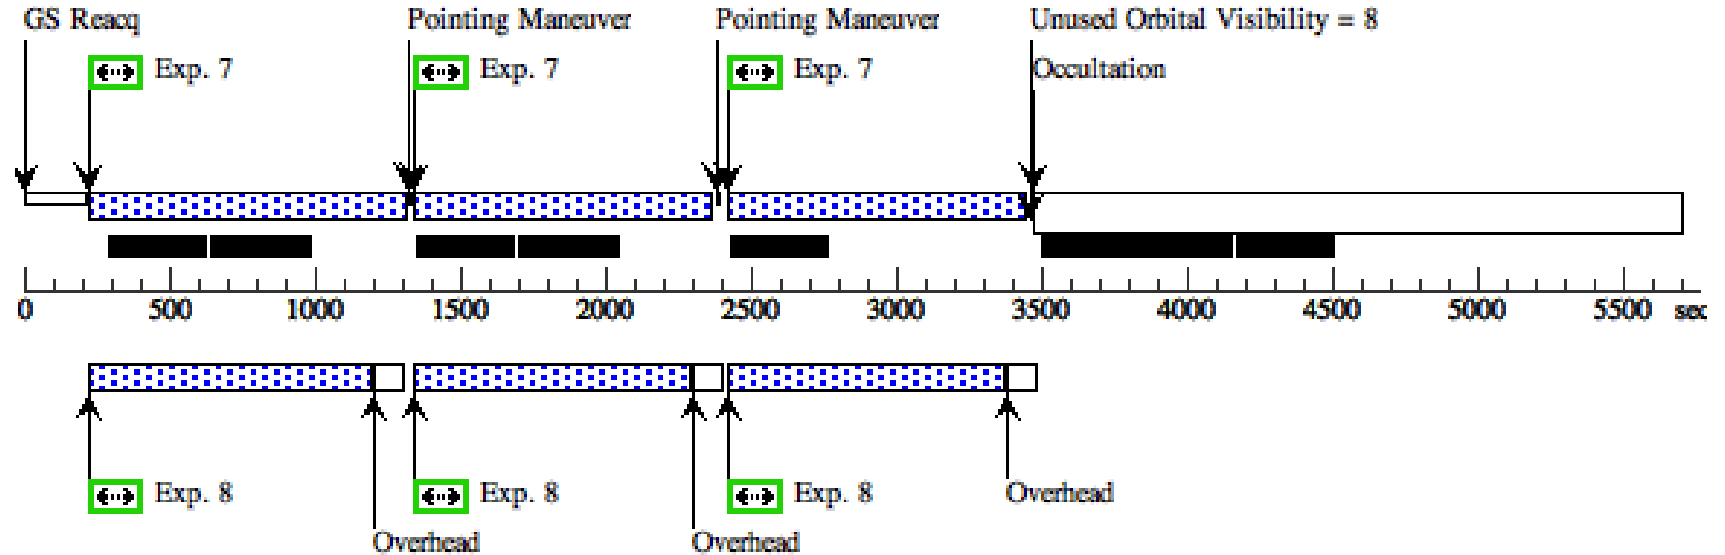 GS Reacq Pointing Maneuver Pointing Maneuver Unused Orbital Visibility = 8
Exp. 7 Exp. 7 Exp. 7 Occultation
0 500 1000 1500 2000 2500 3000 3500 4000 4500 5000 5500 sec
Exp. 8 Exp. 8 Exp. 8 Overhead
Overhead Overhead